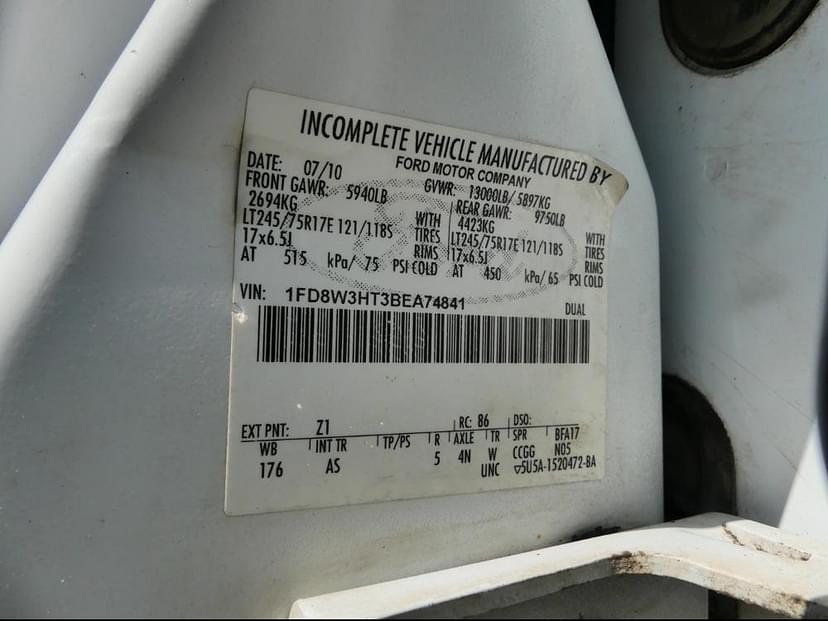 INCOMPLETE VEHICLE MANUFACTURED BY
FORD MOTOR COMPANY
DATE: 07/10 GVWR: 13000LB/ 5897KG
FRONT GAWR: 5940LB REAR GAWR: 9750LB
2694KG WITH 4423KG WITH
LT245/75R17E 121/118S TIRES LT245/75R17E 121/118S TIRES
17x6.5J RIMS 17x6.5J RIMS
AT 515 kPa/ 75 PSI COLD AT 450 kPa/ 65 PSI COLD
VIN: 1FD8W3HT3BEA74841 DUAL
EXT PNT: Z1 RC: 86 DSO:
WB INT TR TP/PS R AXLE TR SPR BFA17
176 AS 5 4N W CCGG N05
UNC ▽5U5A-1520472-BA